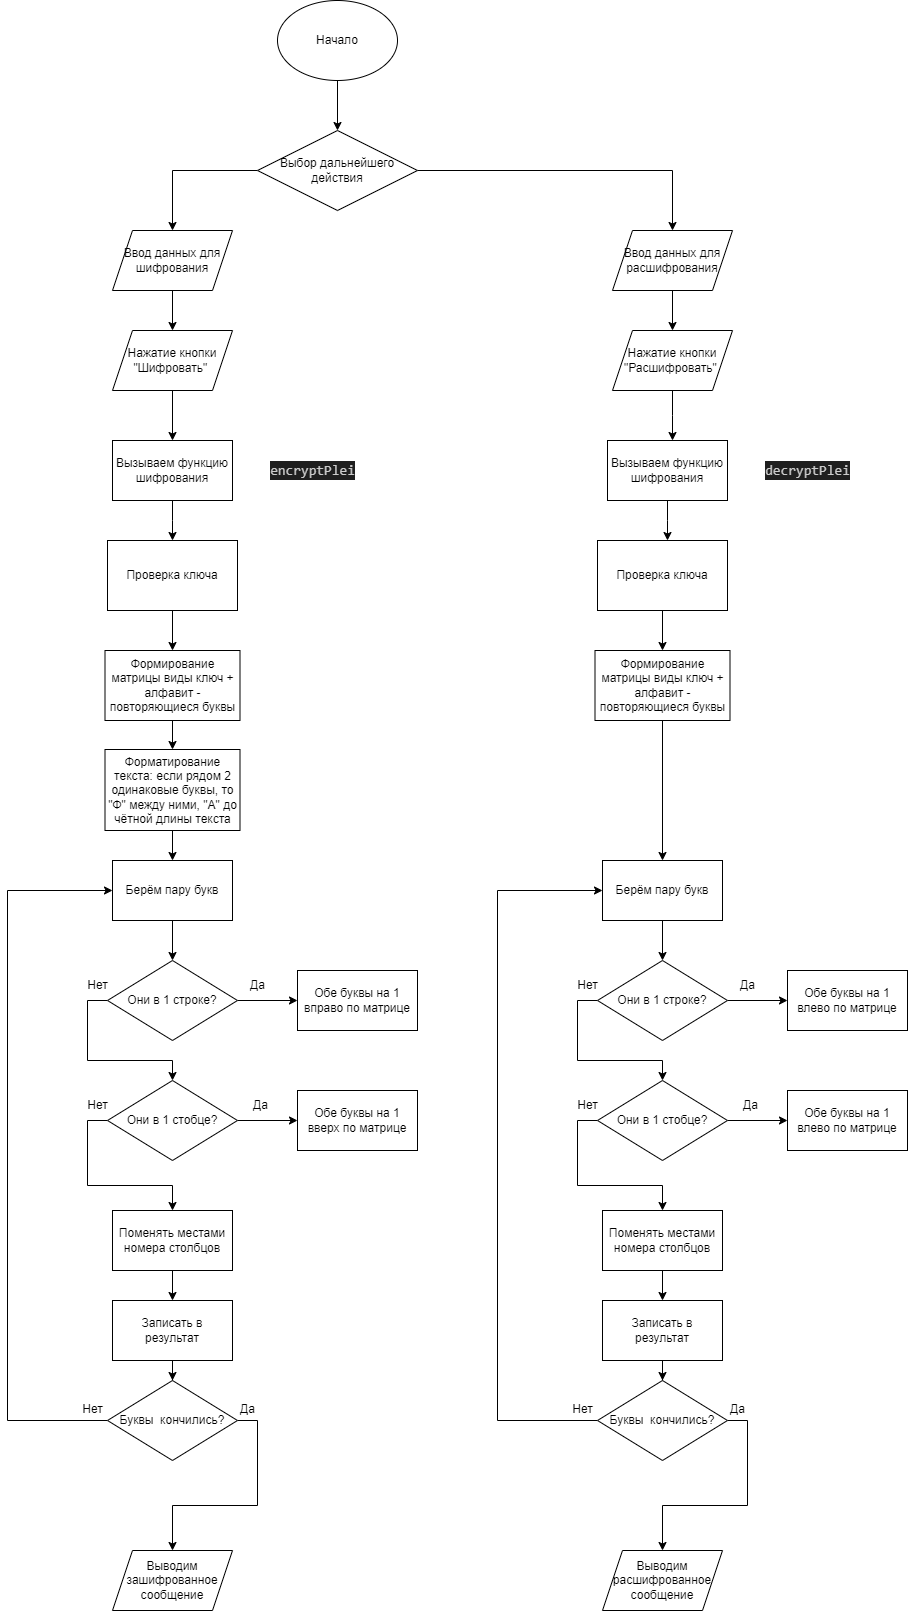 Начало
Выбор дальнейшего
действия
Ввод данных для
шифрования
Нажатие кнопки
"Шифровать"
Вызываем функцию
шифрования
encryptPlei
Проверка ключа
Формирование
матрицы виды ключ +
алфавит -
повторяющиеся буквы
Форматирование
текста: если рядом 2
одинаковые буквы, то
"Ф" между ними, "А" до
чётной длины текста
Берём пару букв
Нет
Они в 1 строке?
Да
Обе буквы на 1
вправо по матрице
Нет
Они в 1 стобце?
Да
Обе буквы на 1
вверх по матрице
Поменять местами
номера столбцов
Записать в
результат
Нет
Буквы кончились?
Да
Выводим
зашифрованное
сообщение
Ввод данных для
расшифрования
Нажатие кнопки
"Расшифровать"
Вызываем функцию
шифрования
decryptPlei
Проверка ключа
Формирование
матрицы виды ключ +
алфавит -
повторяющиеся буквы
Берём пару букв
Нет
Они в 1 строке?
Да
Обе буквы на 1
влево по матрице
Нет
Они в 1 стобце?
Да
Обе буквы на 1
влево по матрице
Поменять местами
номера столбцов
Записать в
результат
Нет
Буквы кончились?
Да
Выводим
расшифрованное
сообщение